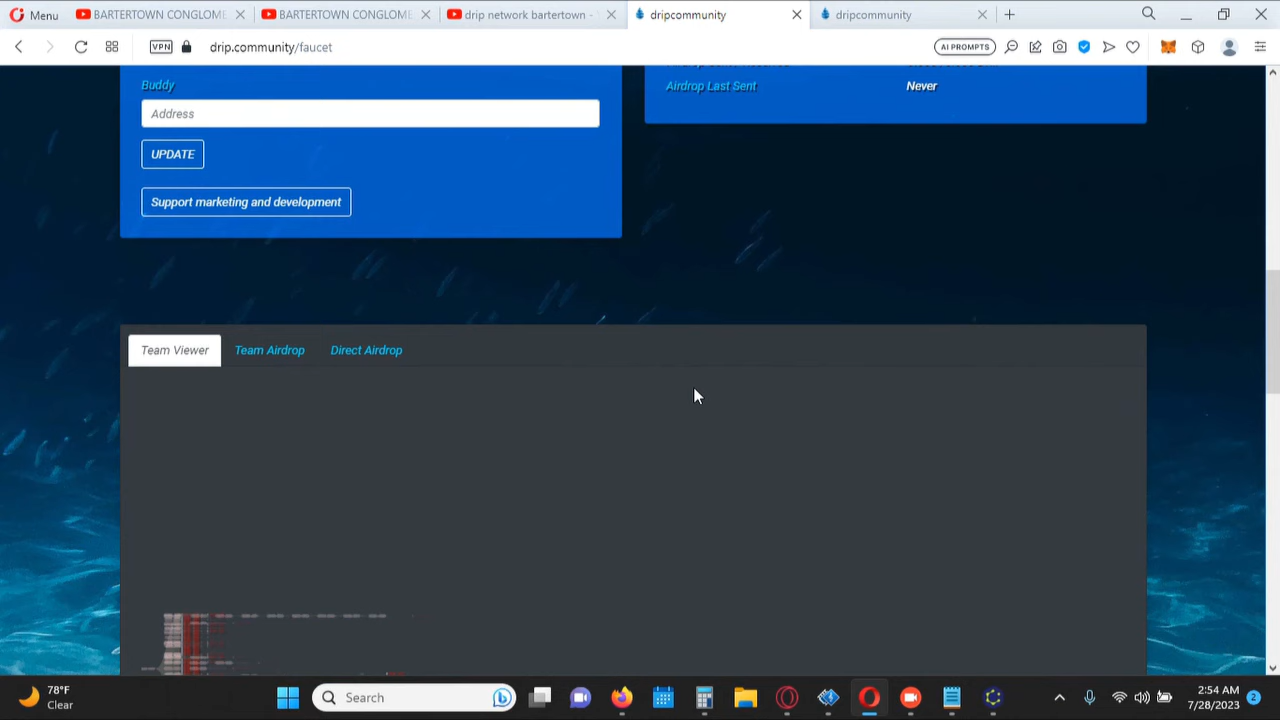 Menu
BARTERTOWN CONGLOME
BARTERTOWN CONGLOME
drip network bartertown -
dripcommunity
dripcommunity
VPN
drip.community/faucet
AI PROMPTS
Buddy
Airdrop Last Sent
Never
Address
UPDATE
Support marketing and development
Team Viewer
Team Airdrop
Direct Airdrop
78°F
Clear
Search
2:54 AM
7/28/2023
2